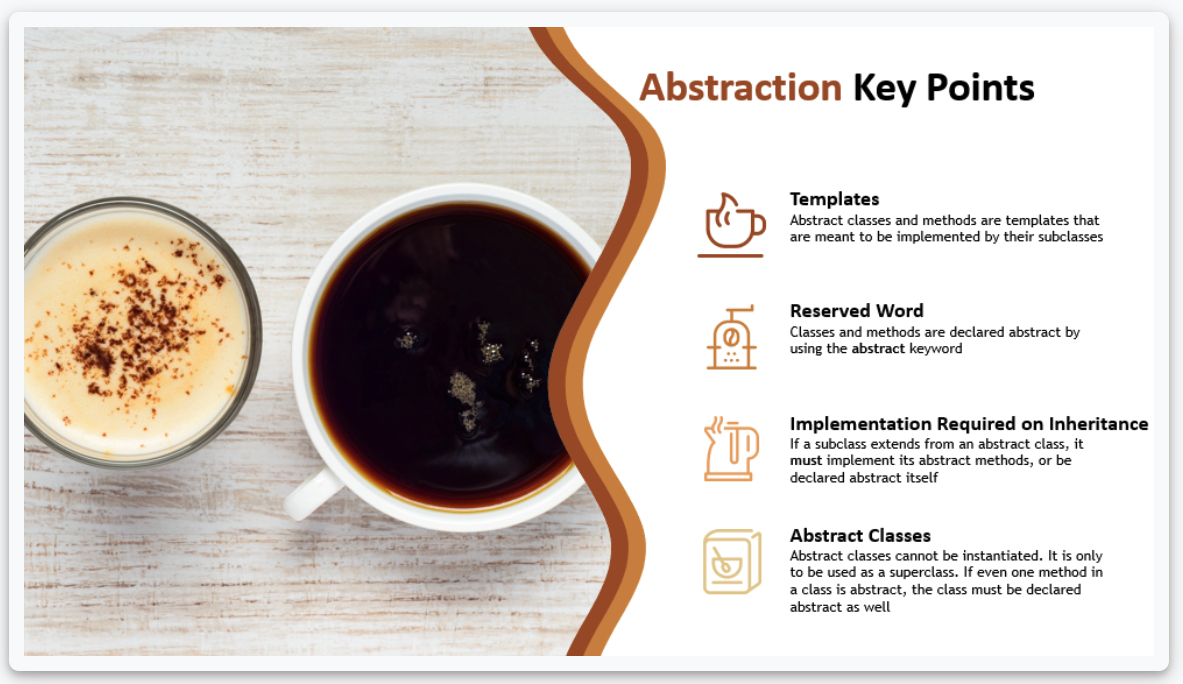 Abstraction Key Points
Templates
Abstract classes and methods are templates that
are meant to be implemented by their subclasses
Reserved Word
Classes and methods are declared abstract by
using the abstract keyword
Implementation Required on Inheritance
If a subclass extends from an abstract class, it
must implement its abstract methods, or be
declared abstract itself
Abstract Classes
Abstract classes cannot be instantiated. It is only
to be used as a superclass. If even one method in
a class is abstract, the class must be declared
abstract as well